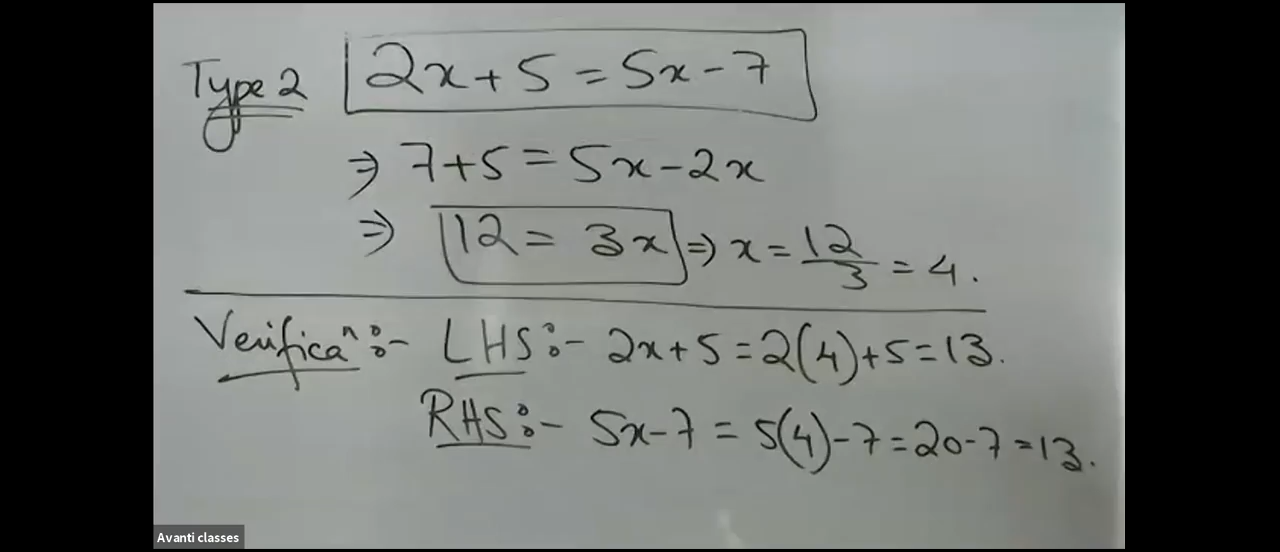 Type 2 2x+5=5x-7
⇒ 7+5=5x-2x
⇒ 12=3x ⇒ x=12/3=4.
Verificaⁿ:- LHS:- 2x+5=2(4)+5=13.
RHS:- 5x-7=5(4)-7=20-7=13.
Avanti classes